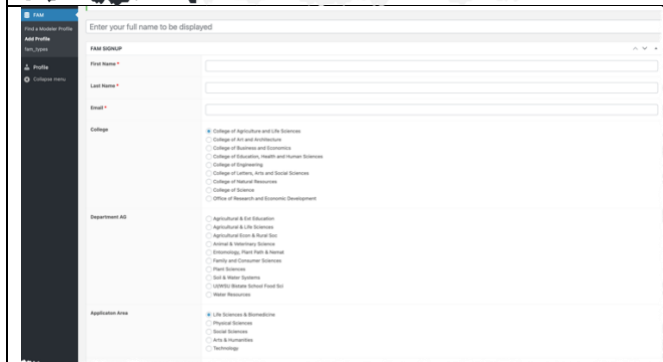 FAM
Find a Modeler Profile
Add Profile
fam_types
Profile
Collapse menu
Enter your full name to be displayed
FAM SIGNUP
First Name *
Last Name *
Email *
College
College of Agriculture and Life Sciences
College of Art and Architecture
College of Business and Economics
College of Education, Health and Human Sciences
College of Engineering
College of Letters, Arts and Social Sciences
College of Natural Resources
College of Science
Office of Research and Economic Development
Department AG
Agricultural & Ext Education
Agricultural & Life Sciences
Agricultural Econ & Rural Soc
Animal & Veterinary Science
Entomology, Plant Path & Nemat
Family and Consumer Sciences
Plant Sciences
Soil & Water Systems
UI/WSU Bistate School Food Sci
Water Resources
Application Area
Life Sciences & Biomedicine
Physical Sciences
Social Sciences
Arts & Humanities
Technology